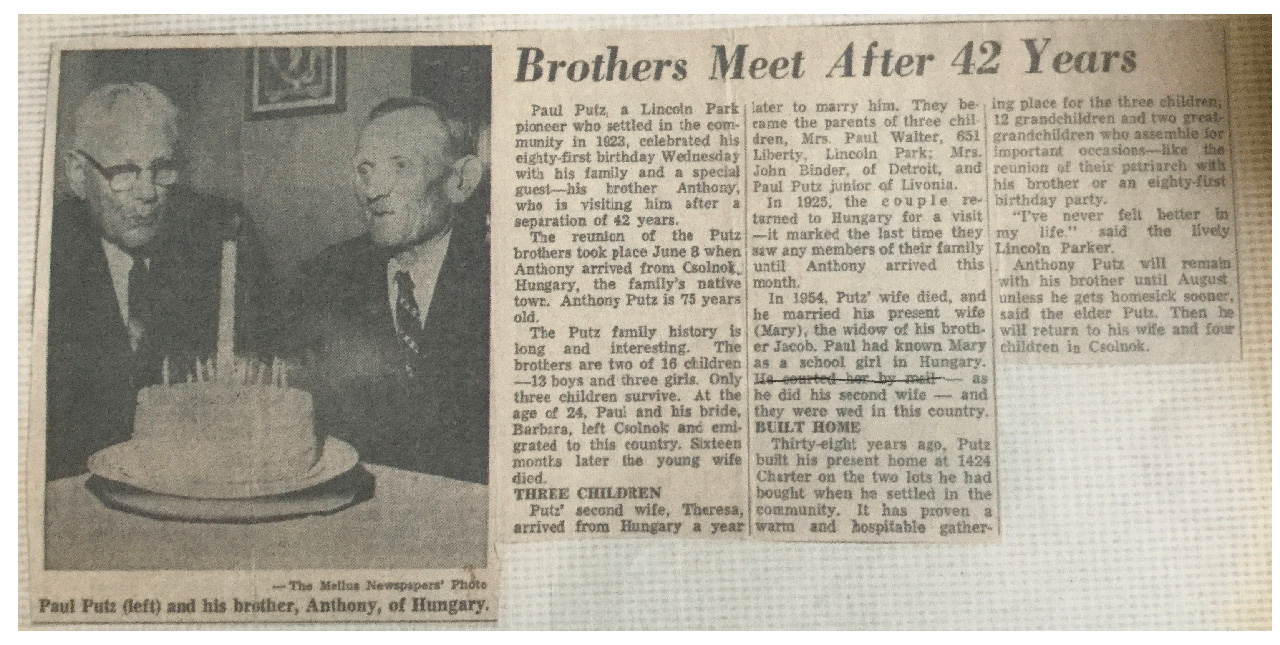 Brothers Meet After 42 Years
Paul Putz, a Lincoln Park
pioneer who settled in the com-
munity in 1923, celebrated his
eighty-first birthday Wednesday
with his family and a special
guest—his brother Anthony,
who is visiting him after a
separation of 42 years.
The reunion of the Putz
brothers took place June 8 when
Anthony arrived from Csolnok,
Hungary, the family's native
town. Anthony Putz is 75 years
old.
The Putz family history is
long and interesting. The
brothers are two of 16 children
—13 boys and three girls. Only
three children survive. At the
age of 24, Paul and his bride,
Barbara, left Csolnok and emi-
grated to this country. Sixteen
months later the young wife
died.
THREE CHILDREN
Putz' second wife, Theresa,
arrived from Hungary a year
later to marry him. They be-
came the parents of three chil-
dren, Mrs. Paul Walter, 651
Liberty, Lincoln Park; Mrs.
John Binder, of Detroit, and
Paul Putz junior of Livonia.
In 1925, the couple re-
turned to Hungary for a visit
—it marked the last time they
saw any members of their family
until Anthony arrived this
month.
In 1954, Putz' wife died, and
he married his present wife
(Mary), the widow of his broth-
er Jacob. Paul had known Mary
as a school girl in Hungary.
He courted her by mail — as
he did his second wife — and
they were wed in this country.
BUILT HOME
Thirty-eight years ago, Putz
built his present home at 1424
Charter on the two lots he had
bought when he settled in the
community. It has proven a
warm and hospitable gather-
ing place for the three children,
12 grandchildren and two great-
grandchildren who assemble for
important occasions—like the
reunion of their patriarch with
his brother or an eighty-first
birthday party.
"I've never felt better in
my life," said the lively
Lincoln Parker.
Anthony Putz will remain
with his brother until August
unless he gets homesick sooner,
said the elder Putz. Then he
will return to his wife and four
children in Csolnok.
—The Mellus Newspapers' Photo
Paul Putz (left) and his brother, Anthony, of Hungary.